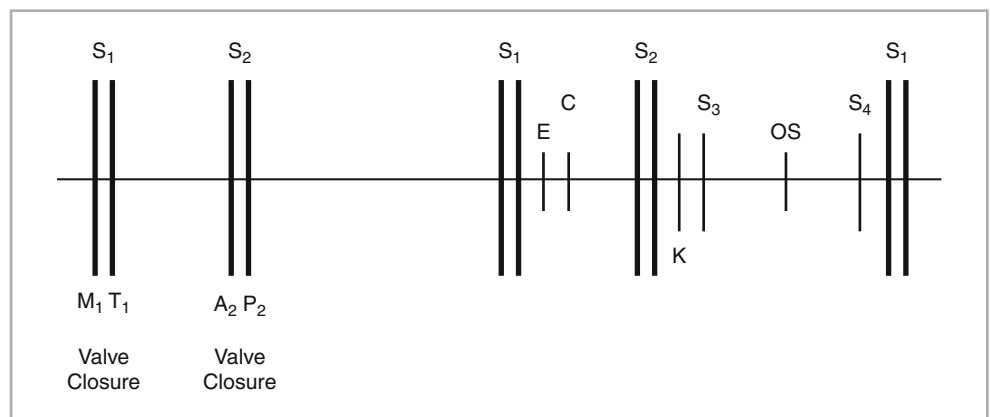 S₁ S₂ S₁ S₂ S₁
C S₃ S₄
E OS
K
M₁ T₁ A₂ P₂
Valve Valve
Closure Closure